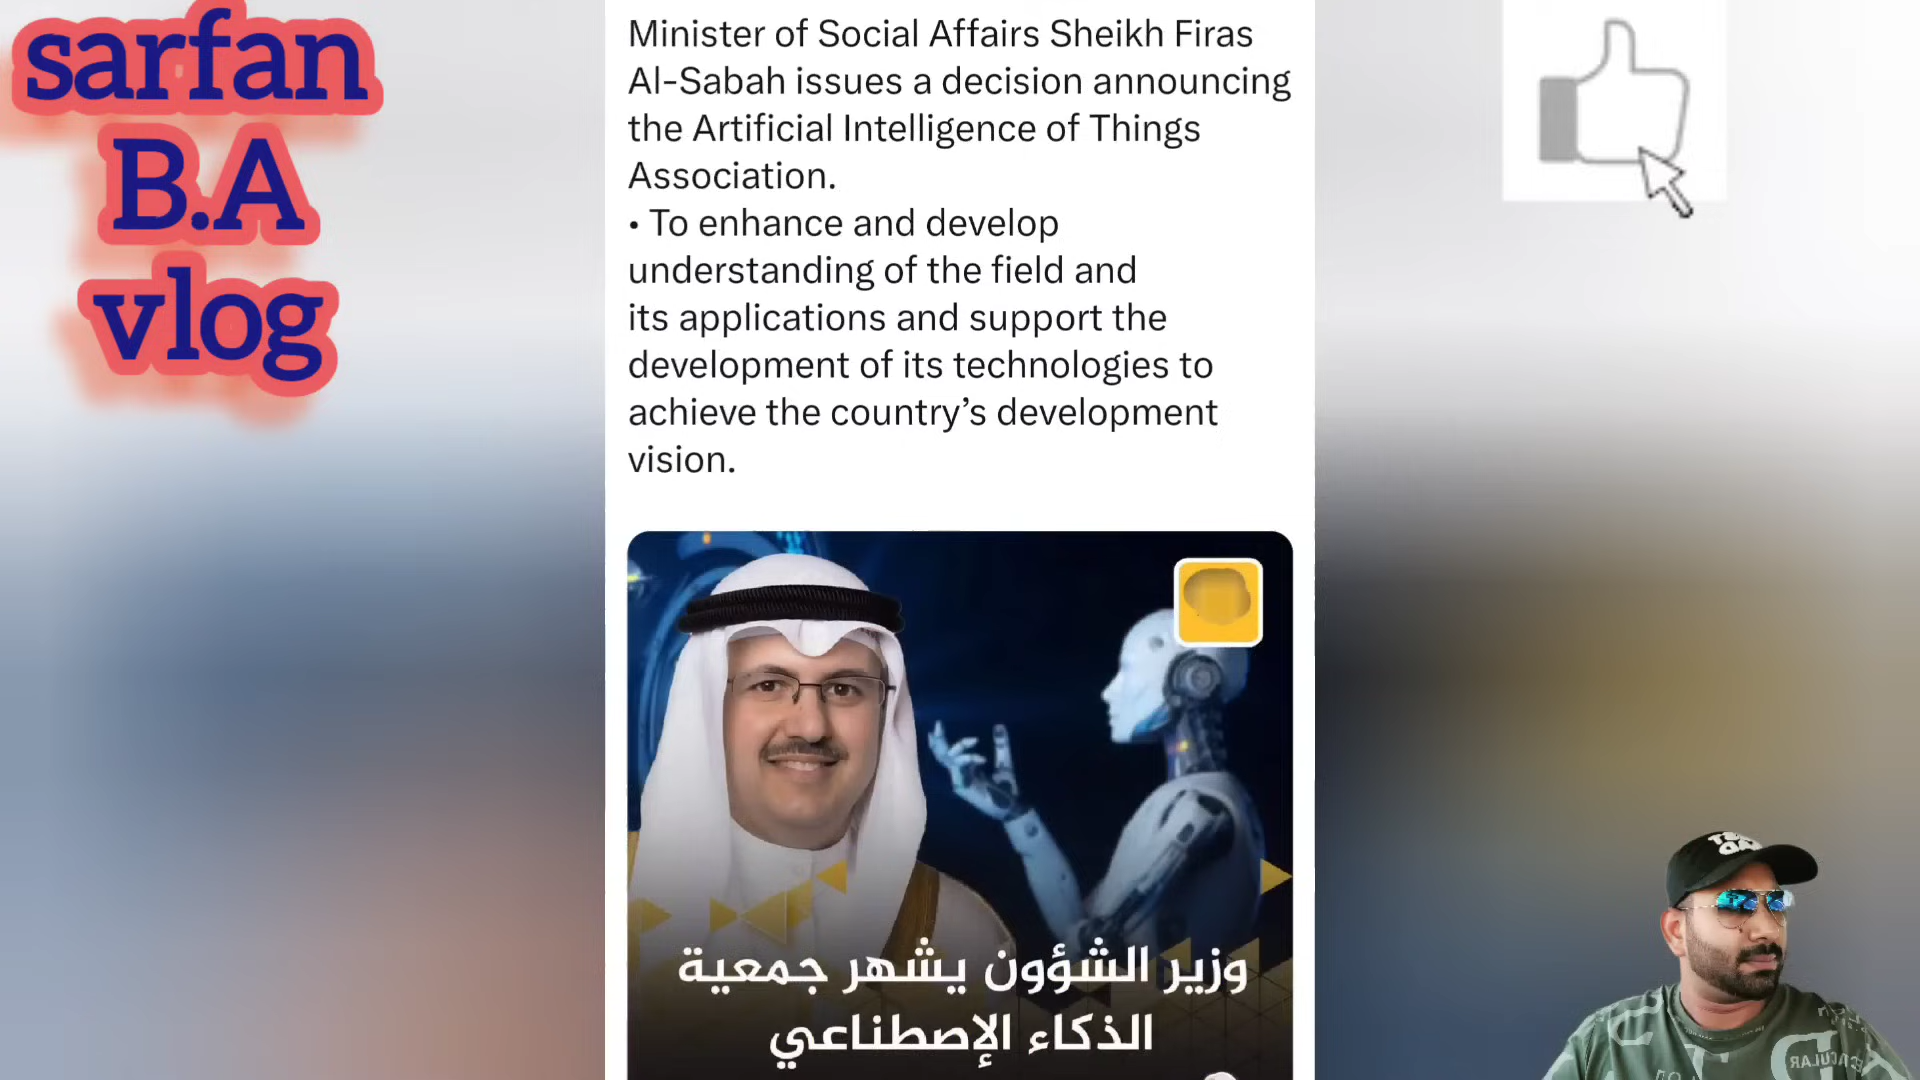 sarfan
B.A
vlog
Minister of Social Affairs Sheikh Firas
Al-Sabah issues a decision announcing
the Artificial Intelligence of Things
Association.
• To enhance and develop
understanding of the field and
its applications and support the
development of its technologies to
achieve the country’s development
vision.
وزير الشؤون يشهر جمعية
الذكاء الإصطناعي